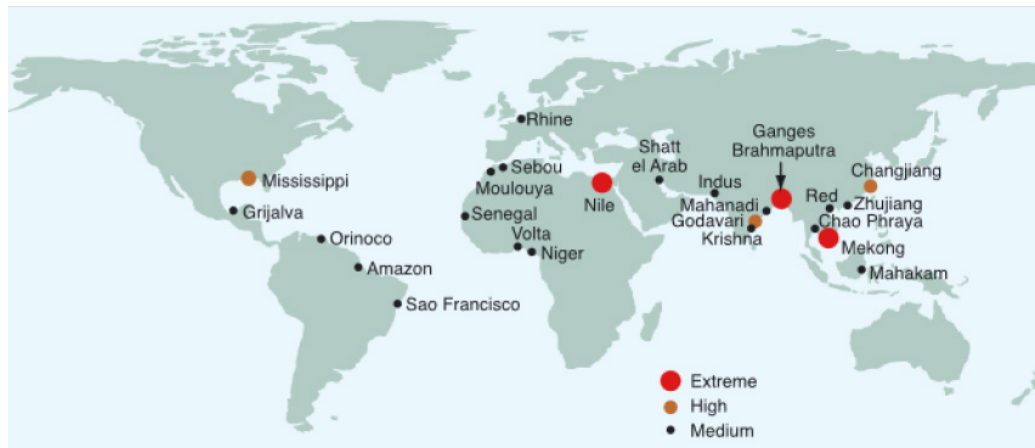 Rhine
Ganges
Brahmaputra
Shatt
el Arab
Changjiang
Sebou
Mississippi
Moulouya
Nile
Indus
Red
Mahanadi
Zhujiang
Grijalva
Senegal
Godavari
Chao Phraya
Volta
Krishna
Orinoco
Niger
Mekong
Amazon
Mahakam
Sao Francisco
Extreme
High
Medium